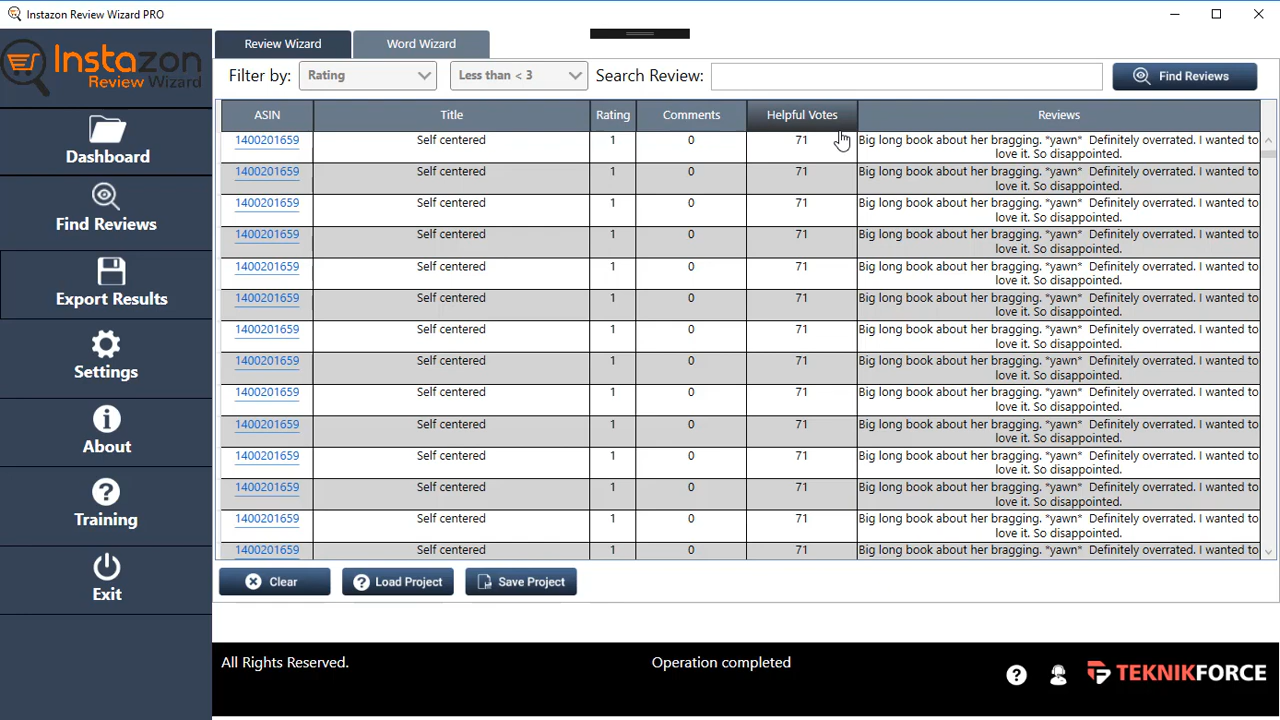 Instazon Review Wizard PRO
Instazon
Review Wizard
Dashboard
Find Reviews
Export Results
Settings
About
Training
Exit
Review Wizard Word Wizard
Filter by: Rating Less than < 3 Search Review: Find Reviews
ASIN Title Rating Comments Helpful Votes Reviews
1400201659 Self centered 1 0 71 Big long book about her bragging. *yawn* Definitely overrated. I wanted to
love it. So disappointed.
1400201659 Self centered 1 0 71 Big long book about her bragging. *yawn* Definitely overrated. I wanted to
love it. So disappointed.
1400201659 Self centered 1 0 71 Big long book about her bragging. *yawn* Definitely overrated. I wanted to
love it. So disappointed.
1400201659 Self centered 1 0 71 Big long book about her bragging. *yawn* Definitely overrated. I wanted to
love it. So disappointed.
1400201659 Self centered 1 0 71 Big long book about her bragging. *yawn* Definitely overrated. I wanted to
love it. So disappointed.
1400201659 Self centered 1 0 71 Big long book about her bragging. *yawn* Definitely overrated. I wanted to
love it. So disappointed.
1400201659 Self centered 1 0 71 Big long book about her bragging. *yawn* Definitely overrated. I wanted to
love it. So disappointed.
1400201659 Self centered 1 0 71 Big long book about her bragging. *yawn* Definitely overrated. I wanted to
love it. So disappointed.
1400201659 Self centered 1 0 71 Big long book about her bragging. *yawn* Definitely overrated. I wanted to
love it. So disappointed.
1400201659 Self centered 1 0 71 Big long book about her bragging. *yawn* Definitely overrated. I wanted to
love it. So disappointed.
1400201659 Self centered 1 0 71 Big long book about her bragging. *yawn* Definitely overrated. I wanted to
love it. So disappointed.
1400201659 Self centered 1 0 71 Big long book about her bragging. *yawn* Definitely overrated. I wanted to
love it. So disappointed.
1400201659 Self centered 1 0 71 Big long book about her bragging. *yawn* Definitely overrated. I wanted to
love it. So disappointed.
1400201659 Self centered 1 0 71 Big long book about her bragging. *yawn* Definitely overrated. I wanted to
Clear Load Project Save Project
All Rights Reserved. Operation completed TEKNIKFORCE